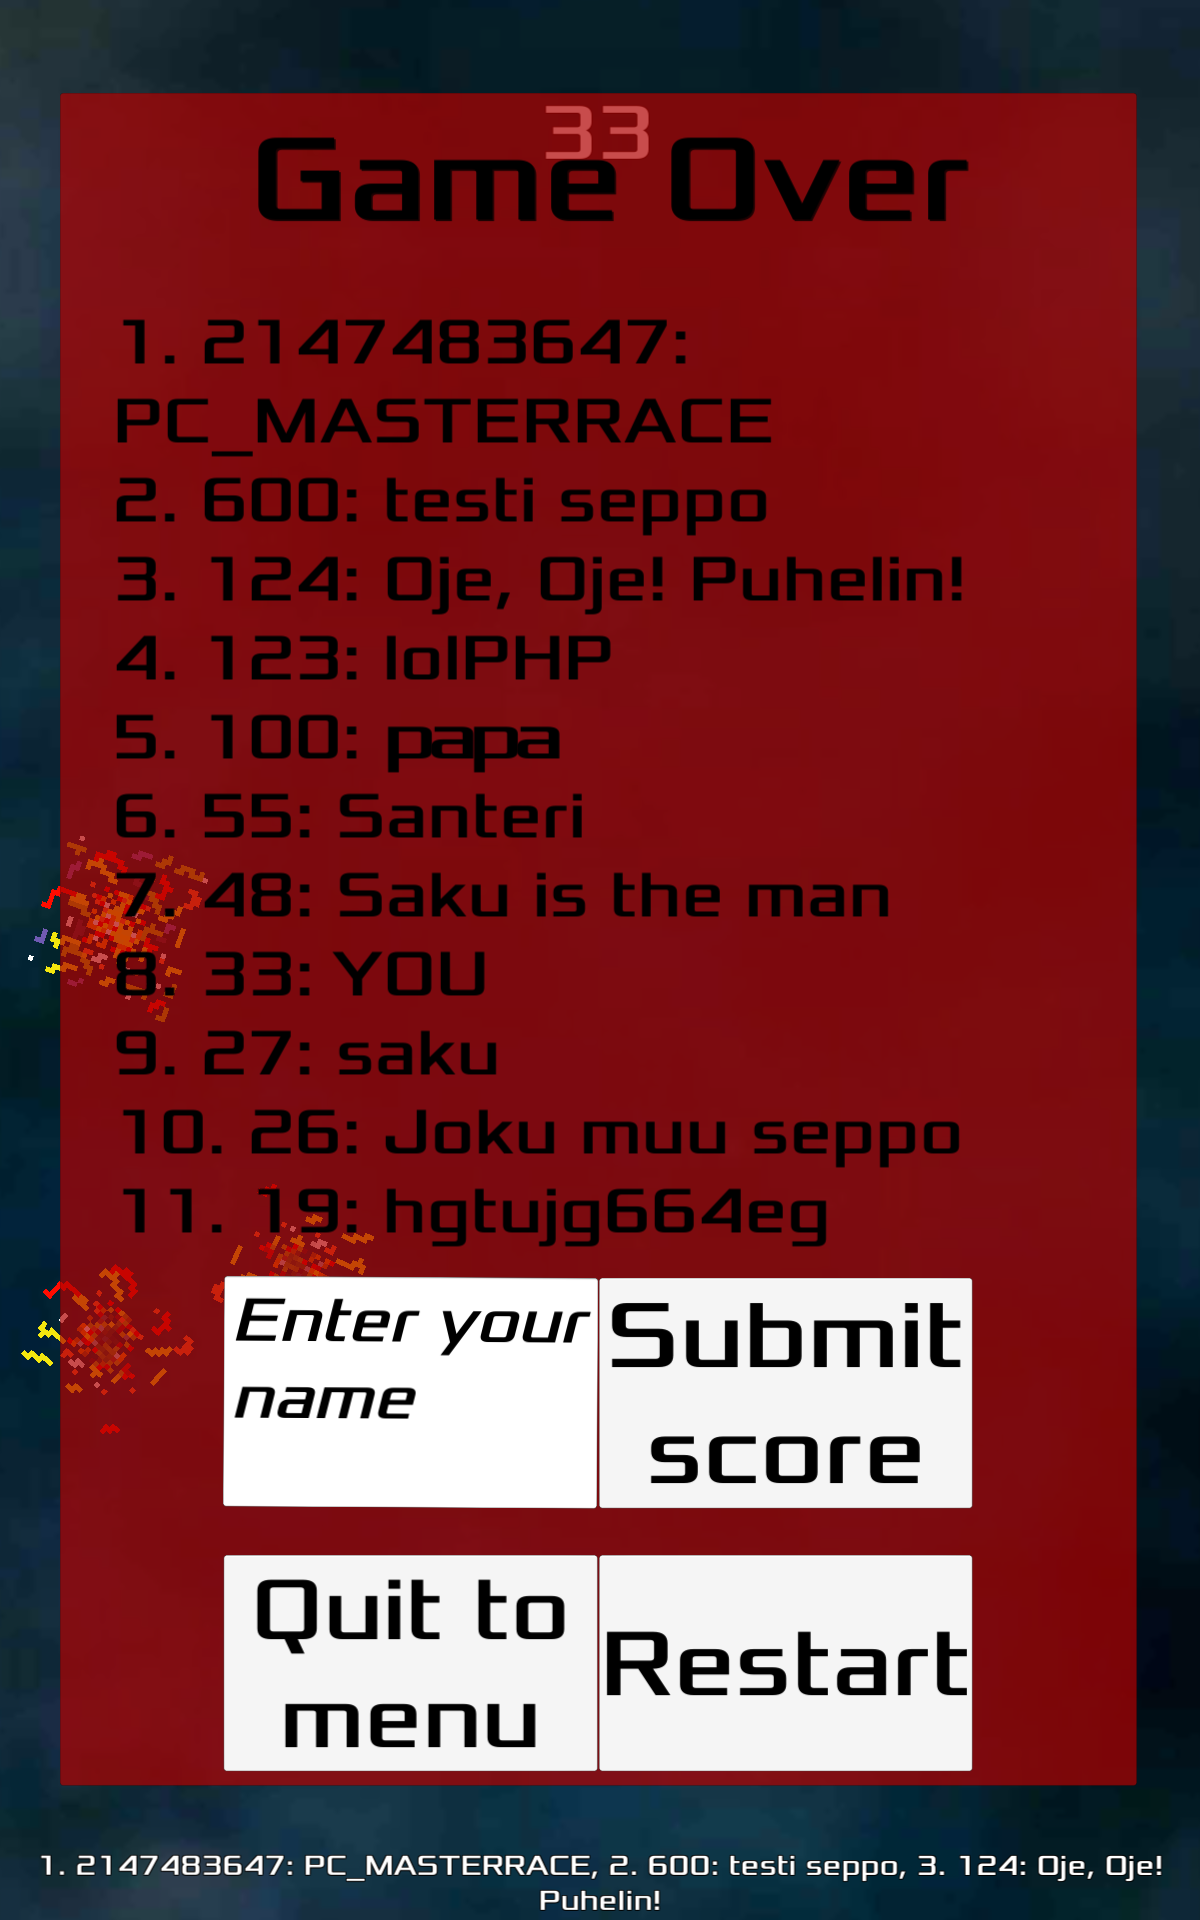 33
Game Over
1. 2147483647:
PC_MASTERRACE
2. 600: testi seppo
3. 124: Oje, Oje! Puhelin!
4. 123: lolPHP
5. 100: papa
6. 55: Santeri
7. 48: Saku is the man
8. 33: YOU
9. 27: saku
10. 26: Joku muu seppo
11. 19: hgtujg664eg
Enter your
name
Submit
score
Quit to
menu
Restart
1. 2147483647: PC_MASTERRACE, 2. 600: testi seppo, 3. 124: Oje, Oje!
Puhelin!